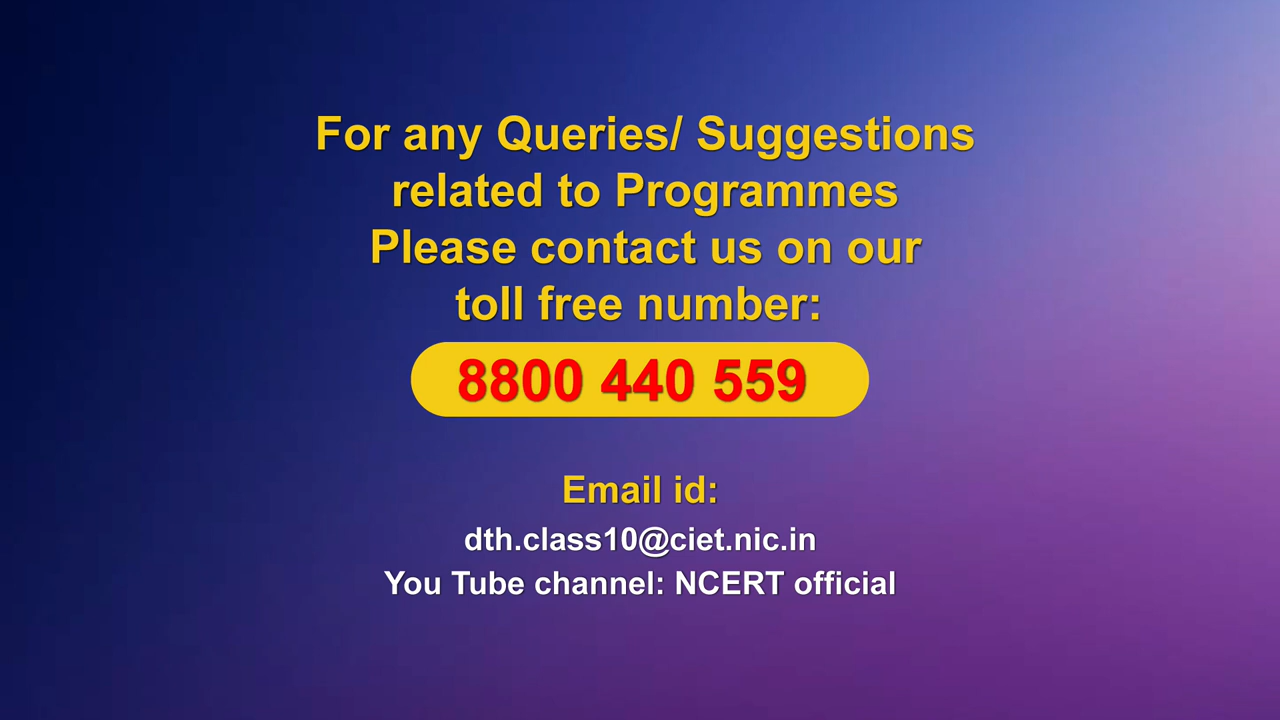 For any Queries/ Suggestions
related to Programmes
Please contact us on our
toll free number:
8800 440 559
Email id:
dth.class10@ciet.nic.in
You Tube channel: NCERT official